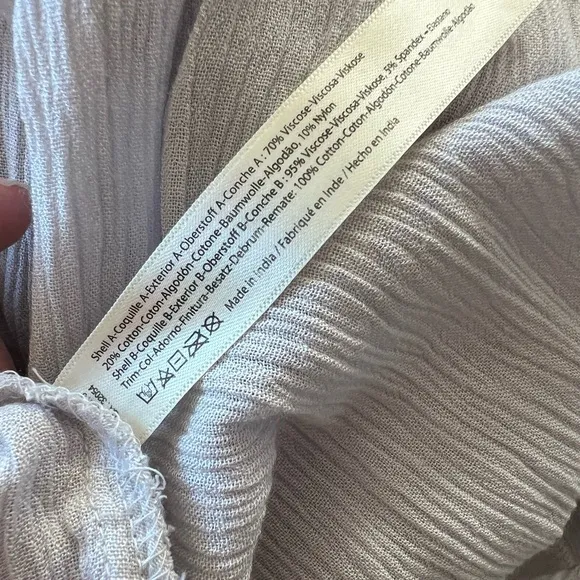 Shell A-Coquille A-Exterior A-Oberstoff A-Conche A : 70% Viscose-Viscosa Viskose
20% Cotton-Coton-Algodón-Cotone-Baumwolle-Algodão, 10% Nylon
Shell B-Coquille B-Exterior B-Oberstoff B-Conche B : 95% Viscose-Viscosa-Viskose, 5% Spandex – Elastano
Trim-Col-Adorno-Finitura-Besatz-Debrum-Remate: 100% Cotton-Coton-Algodón-Cotone-Baumwolle Algodão
Made in India / Fabriqué en Inde / Hecho en India